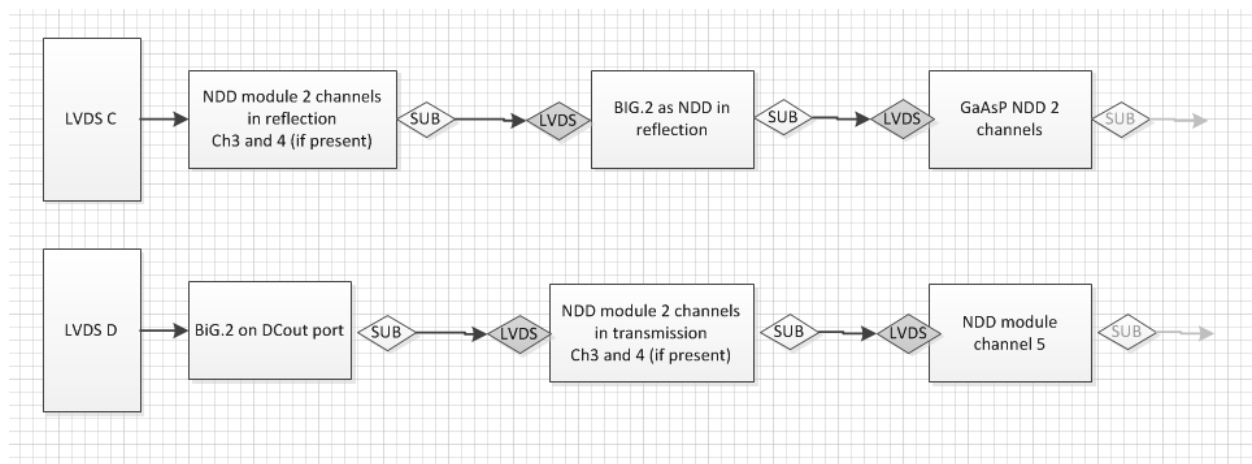 LVDS C
NDD module 2 channels
in reflection
Ch3 and 4 (if present)
SUB
LVDS
BIG.2 as NDD in
reflection
SUB
LVDS
GaAsP NDD 2
channels
SUB
LVDS D
BiG.2 on DCout port
SUB
LVDS
NDD module 2 channels
in transmission
Ch3 and 4 (if present)
SUB
LVDS
NDD module
channel 5
SUB